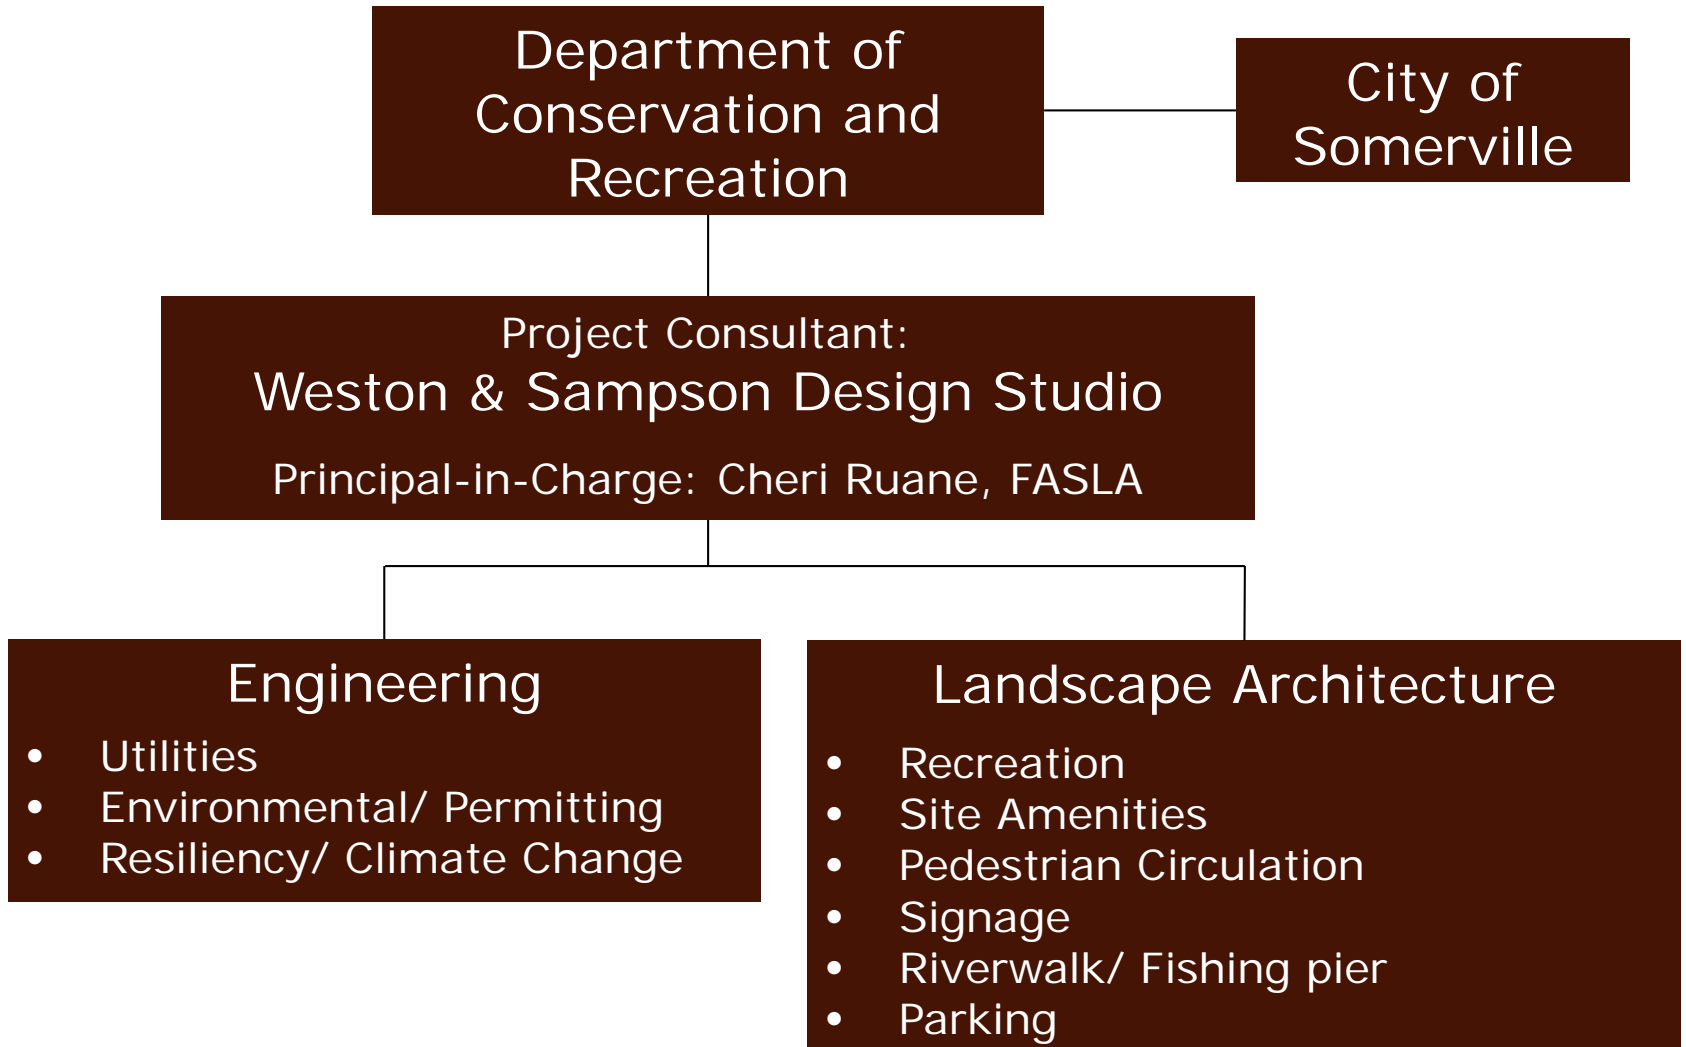 Department of
Conservation and
Recreation
City of
Somerville
Project Consultant:
Weston & Sampson Design Studio
Principal-in-Charge: Cheri Ruane, FASLA
Engineering
• Utilities
• Environmental/ Permitting
• Resiliency/ Climate Change
Landscape Architecture
• Recreation
• Site Amenities
• Pedestrian Circulation
• Signage
• Riverwalk/ Fishing pier
• Parking